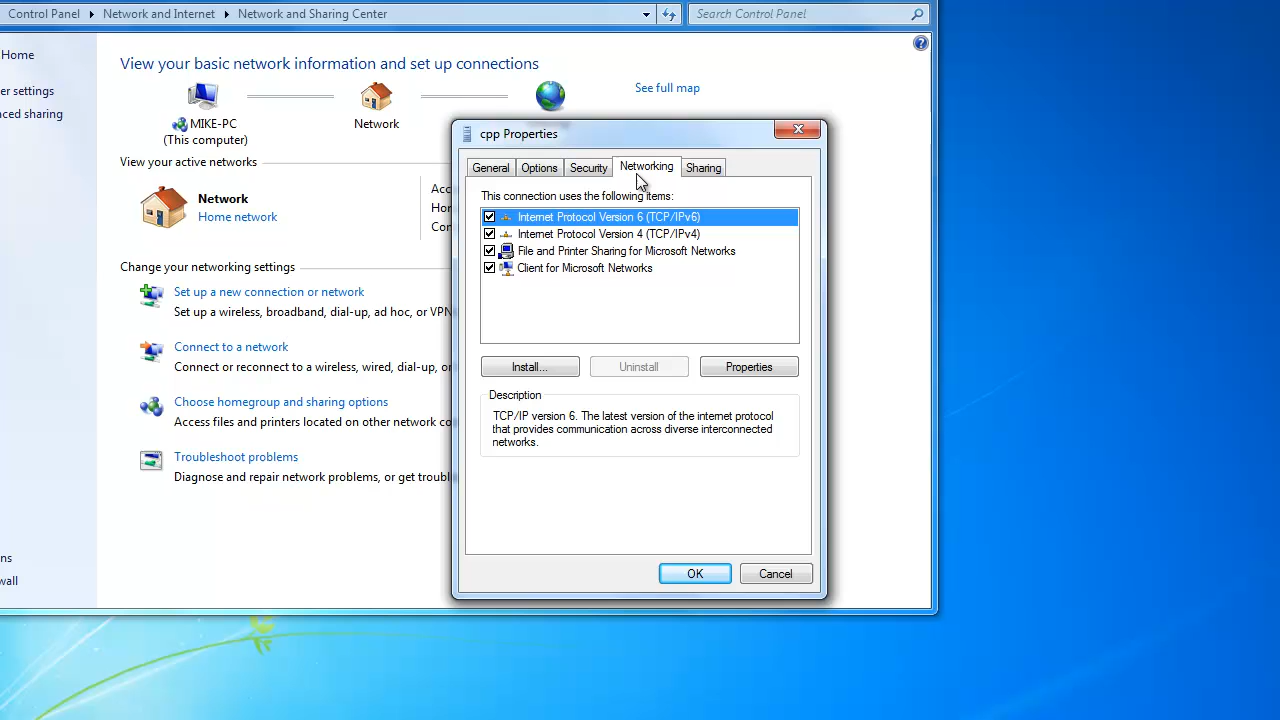 Control Panel Network and Internet Network and Sharing Center
Search Control Panel
Home
er settings
ced sharing
ns
wall
View your basic network information and set up connections
See full map
MIKE-PC
(This computer)
Network
View your active networks
Network
Home network
Acc
Hor
Con
Change your networking settings
Set up a new connection or network
Set up a wireless, broadband, dial-up, ad hoc, or VPN
Connect to a network
Connect or reconnect to a wireless, wired, dial-up, or
Choose homegroup and sharing options
Access files and printers located on other network co
Troubleshoot problems
Diagnose and repair network problems, or get troubl
cpp Properties
General Options Security Networking Sharing
This connection uses the following items:
Internet Protocol Version 6 (TCP/IPv6)
Internet Protocol Version 4 (TCP/IPv4)
File and Printer Sharing for Microsoft Networks
Client for Microsoft Networks
Install... Uninstall Properties
Description
TCP/IP version 6. The latest version of the internet protocol
that provides communication across diverse interconnected
networks.
OK Cancel